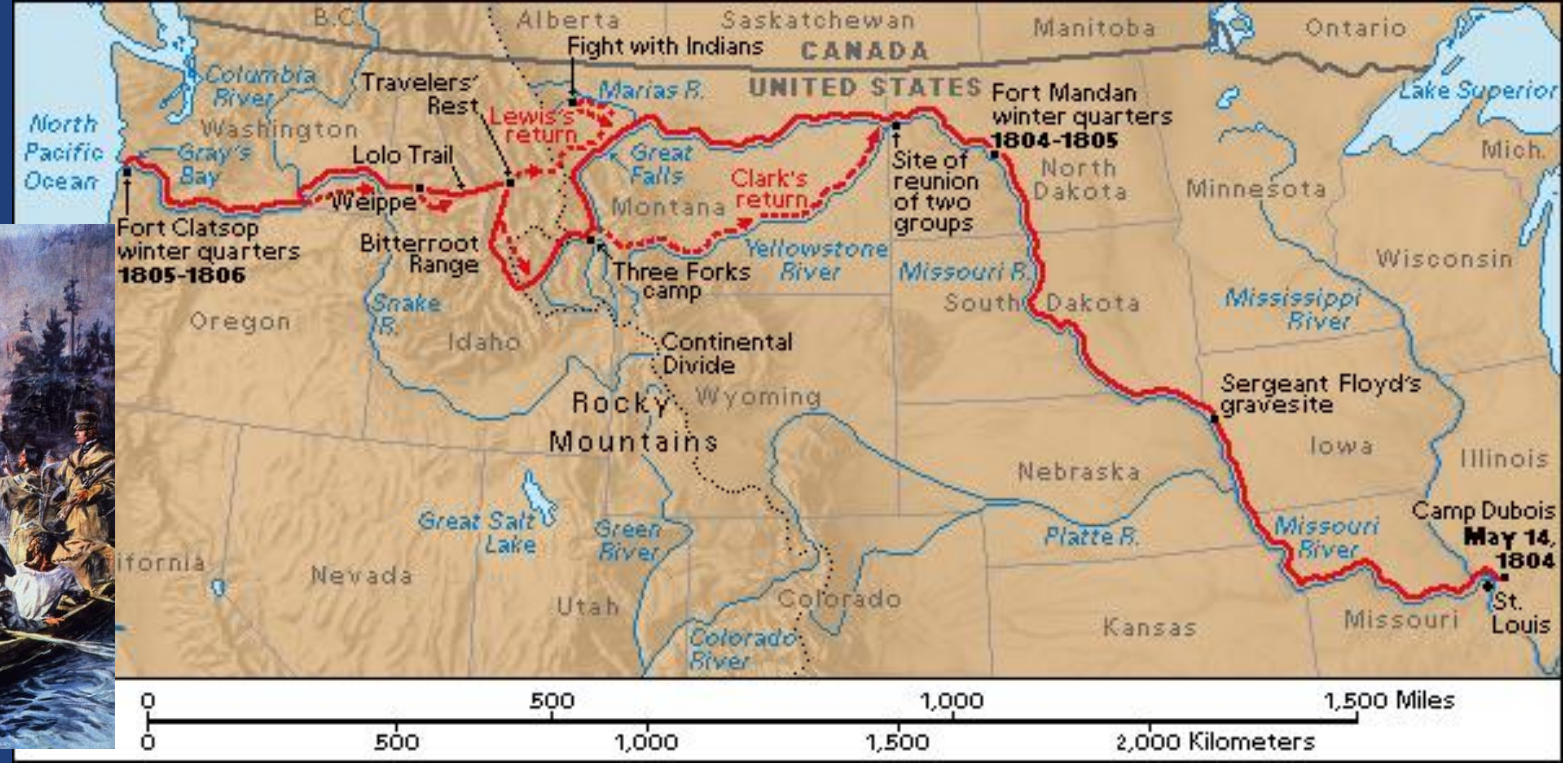 B.C.
Alberta
Saskatchewan
Manitoba
Ontario
Fight with Indians
CANADA
UNITED STATES
Columbia
River
Travelers'
Rest
Marias R.
Fort Mandan
winter quarters
1804-1805
Lake Superior
North
Pacific
Ocean
Washington
Lewis's
return
Gray's
Bay
Lolo Trail
Great
Falls
Site of
reunion
of two
groups
North
Dakota
Mich.
Minnesota
Weippe
Montana
Clark's
return
Fort Clatsop
winter quarters
1805-1806
Bitterroot
Range
Three Forks
camp
Yellowstone
River
Missouri R.
Wisconsin
South Dakota
Mississippi
River
Snake
R.
Oregon
Idaho
Continental
Divide
Rocky
Mountains
Wyoming
Sergeant Floyd's
gravesite
Iowa
Illinois
Nebraska
Great Salt
Lake
Green
River
Platte R.
Missouri
River
Camp Dubois
May 14,
1804
ifornia
Nevada
Utah
Colorado
Colorado
River
Kansas
Missouri
St.
Louis
0 500 1,000 1,500 Miles
0 500 1,000 1,500 2,000 Kilometers